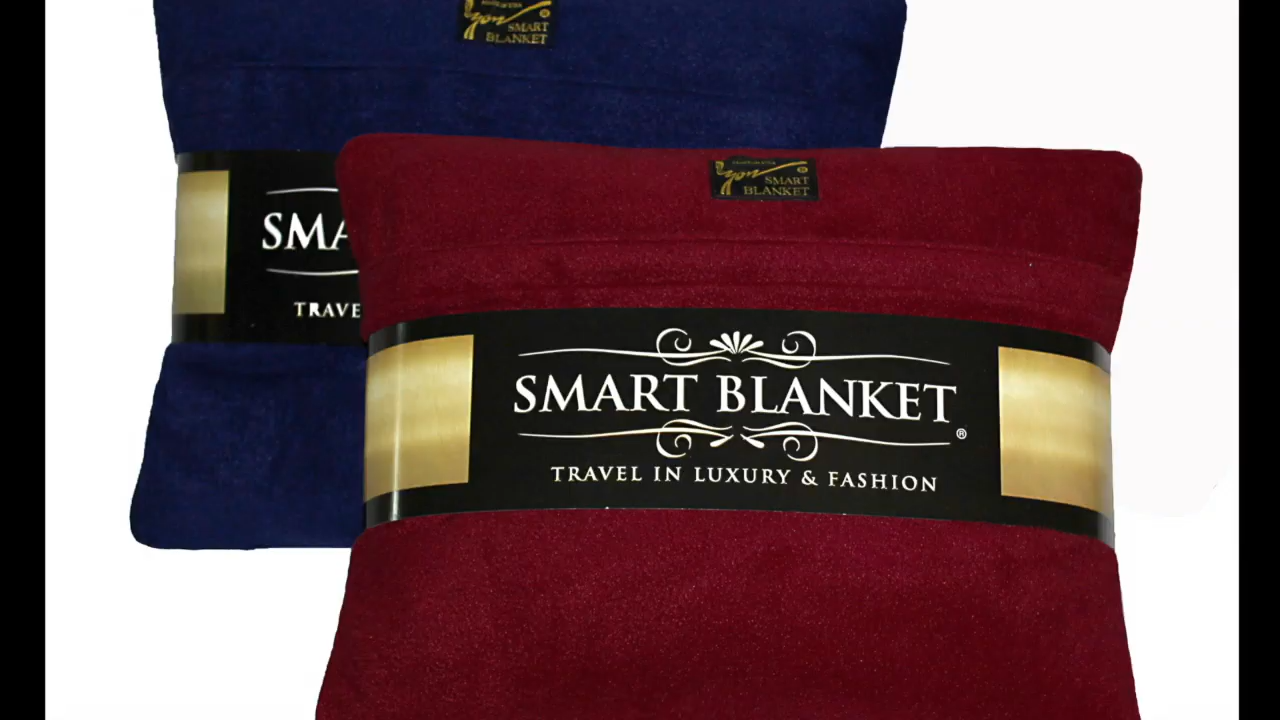 SMART
BLANKET
SMART
BLANKET
SMA
TRAVE
SMART BLANKET
®
TRAVEL IN LUXURY & FASHION